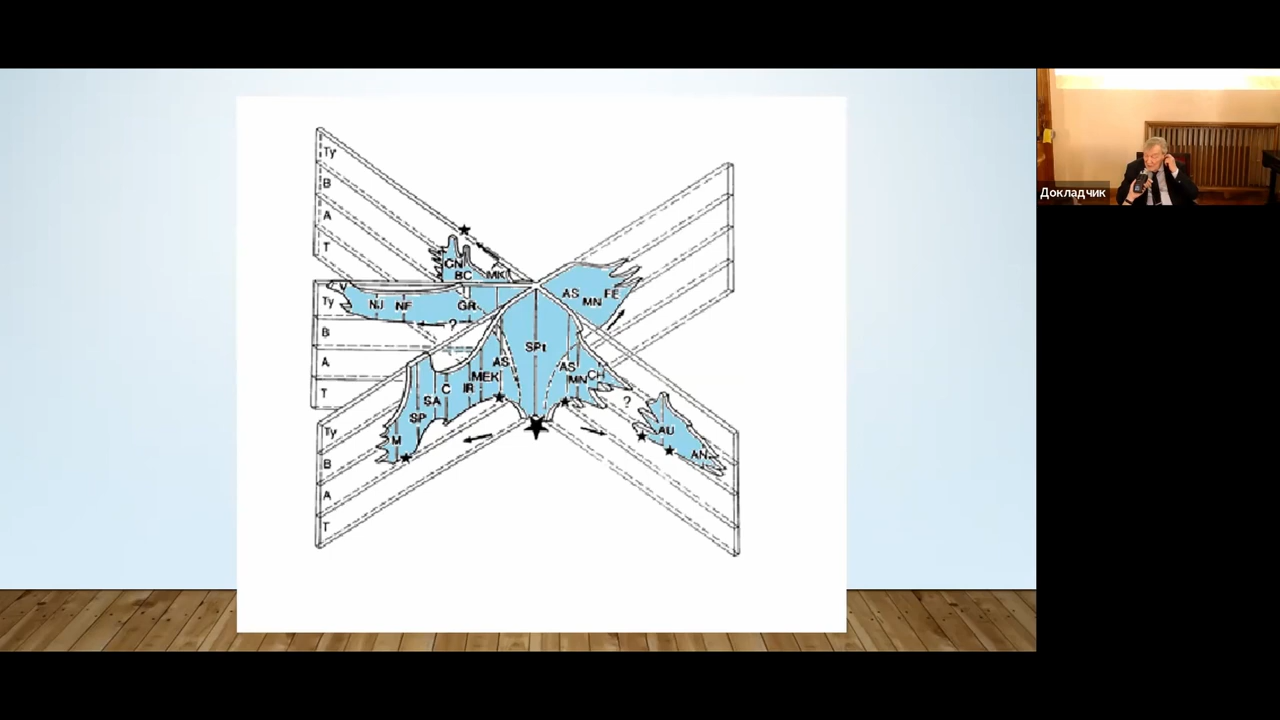 Ty
B
A
T
CN
BC
MK
Ty
B
A
T
NJ
NF
GR
?
AS
MN
FE
SPt
AS
MEK
IR
C
SA
SP
M
AS
MN
CH
?
AU
AN
Ty
B
A
T
Докладчик